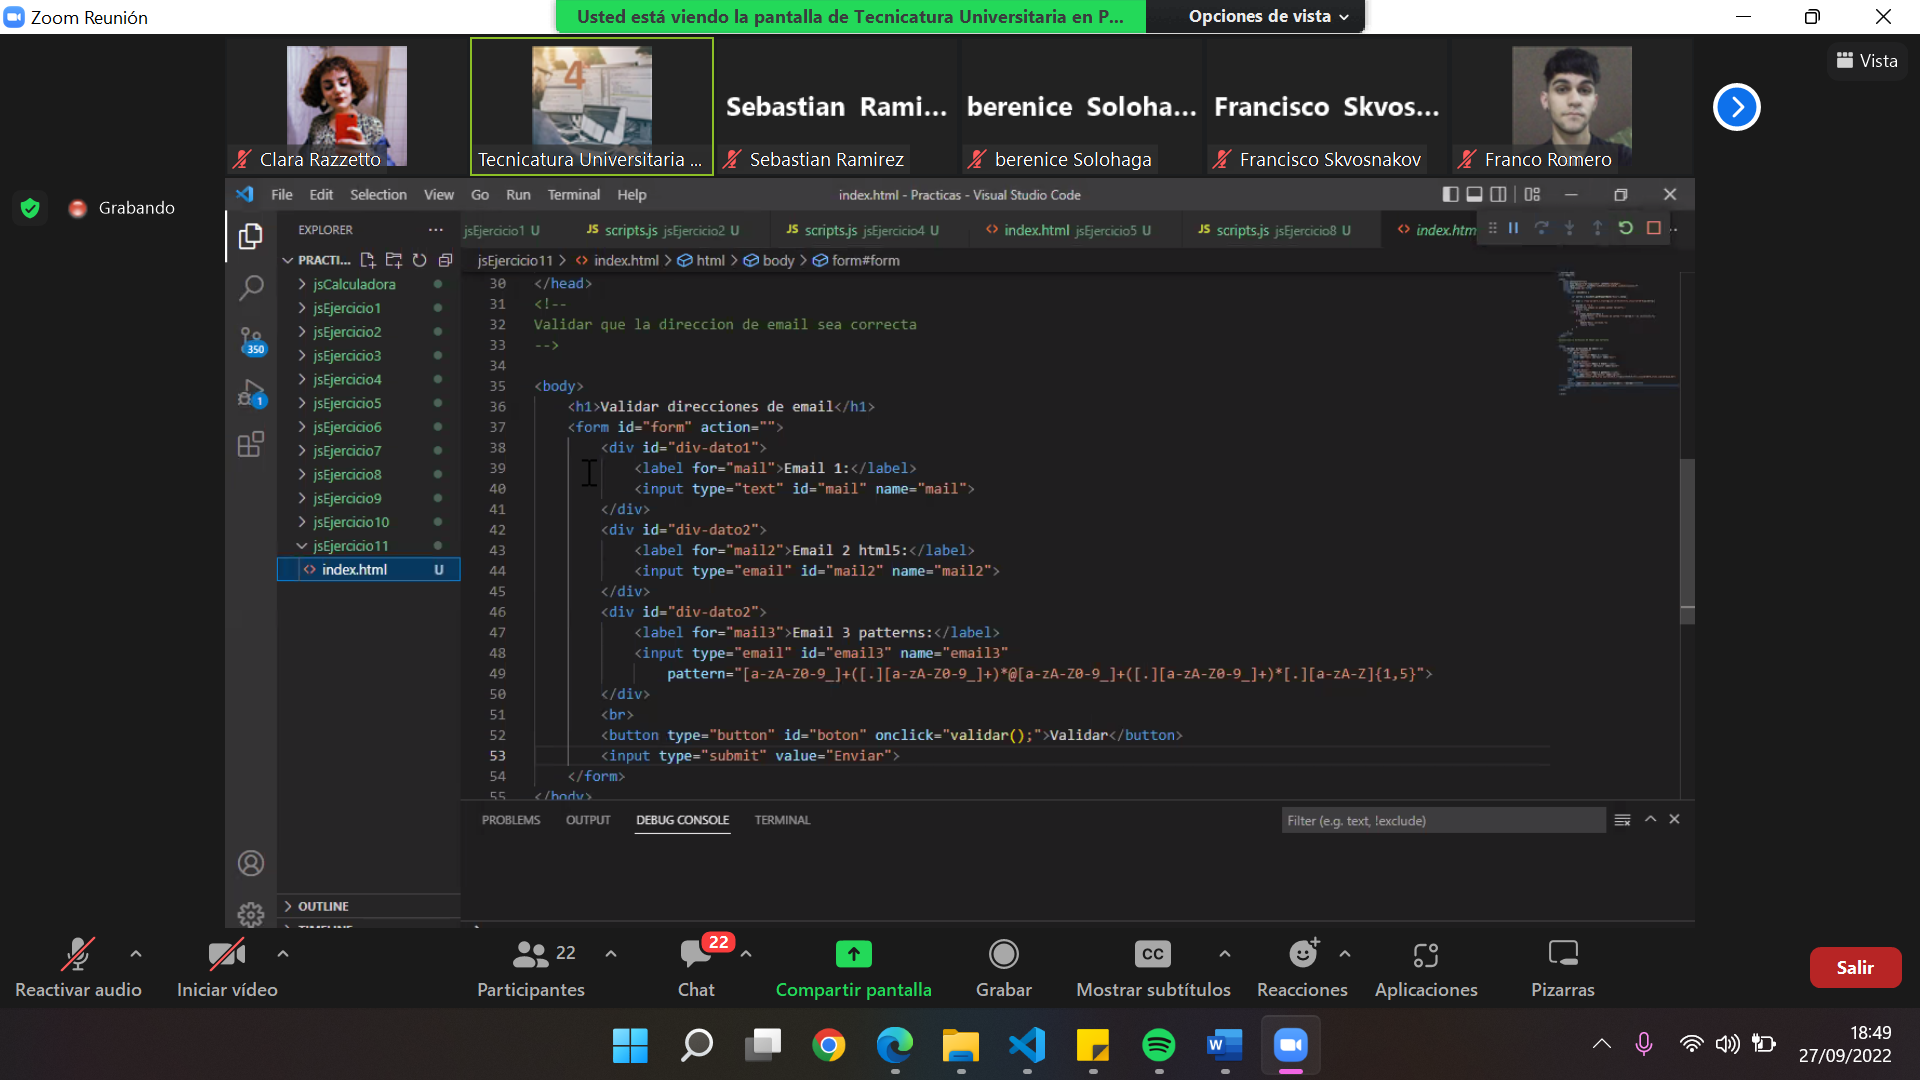 Zoom Reunión
Usted está viendo la pantalla de Tecnicatura Universitaria en P...
Opciones de vista
Vista
Sebastian Rami...
berenice Soloha...
Francisco Skvos...
Clara Razzetto
Tecnicatura Universitaria ...
Sebastian Ramirez
berenice Solohaga
Francisco Skvosnakov
Franco Romero
Grabando
File Edit Selection View Go Run Terminal Help
index.html - Practicas - Visual Studio Code
EXPLORER
jsEjercicio1 U
JS scripts.js jsEjercicio2 U
JS scripts.js jsEjercicio4 U
<> index.html jsEjercicio5 U
JS scripts.js jsEjercicio8 U
<> index.htm
PRACTI...
jsEjercicio11 > <> index.html > html > body > form#form
jsCalculadora
jsEjercicio1
jsEjercicio2
jsEjercicio3
jsEjercicio4
jsEjercicio5
jsEjercicio6
jsEjercicio7
jsEjercicio8
jsEjercicio9
jsEjercicio10
jsEjercicio11
<> index.html U
350
1
30 </head>
31 <!--
32 Validar que la direccion de email sea correcta
33 -->
34
35 <body>
36 <h1>Validar direcciones de email</h1>
37 <form id="form" action="">
38 <div id="div-dato1">
39 <label for="mail">Email 1:</label>
40 <input type="text" id="mail" name="mail">
41 </div>
42 <div id="div-dato2">
43 <label for="mail2">Email 2 html5:</label>
44 <input type="email" id="mail2" name="mail2">
45 </div>
46 <div id="div-dato2">
47 <label for="mail3">Email 3 patterns:</label>
48 <input type="email" id="email3" name="email3"
49 pattern="[a-zA-Z0-9_]+([.][a-zA-Z0-9_]+)*@[a-zA-Z0-9_]+([.][a-zA-Z0-9_]+)*[.][a-zA-Z]{1,5}">
50 </div>
51 <br>
52 <button type="button" id="boton" onclick="validar();">Validar</button>
53 <input type="submit" value="Enviar">
54 </form>
55 </body>
PROBLEMS OUTPUT DEBUG CONSOLE TERMINAL
Filter (e.g. text, !exclude)
OUTLINE
TIMELINE
22
22
CC
Reactivar audio
Iniciar vídeo
Participantes
Chat
Compartir pantalla
Grabar
Mostrar subtítulos
Reacciones
Aplicaciones
Pizarras
Salir
18:49
27/09/2022